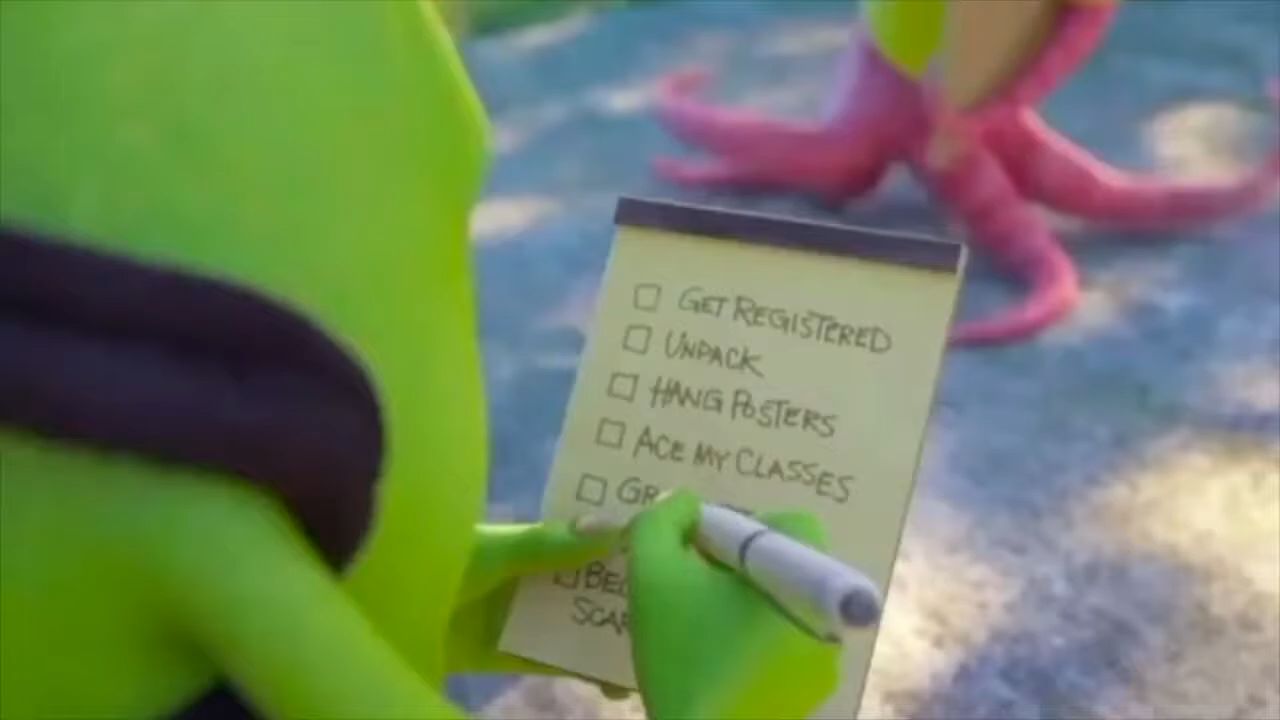 GET REGISTERED
UNPACK
HANG POSTERS
ACE MY CLASSES